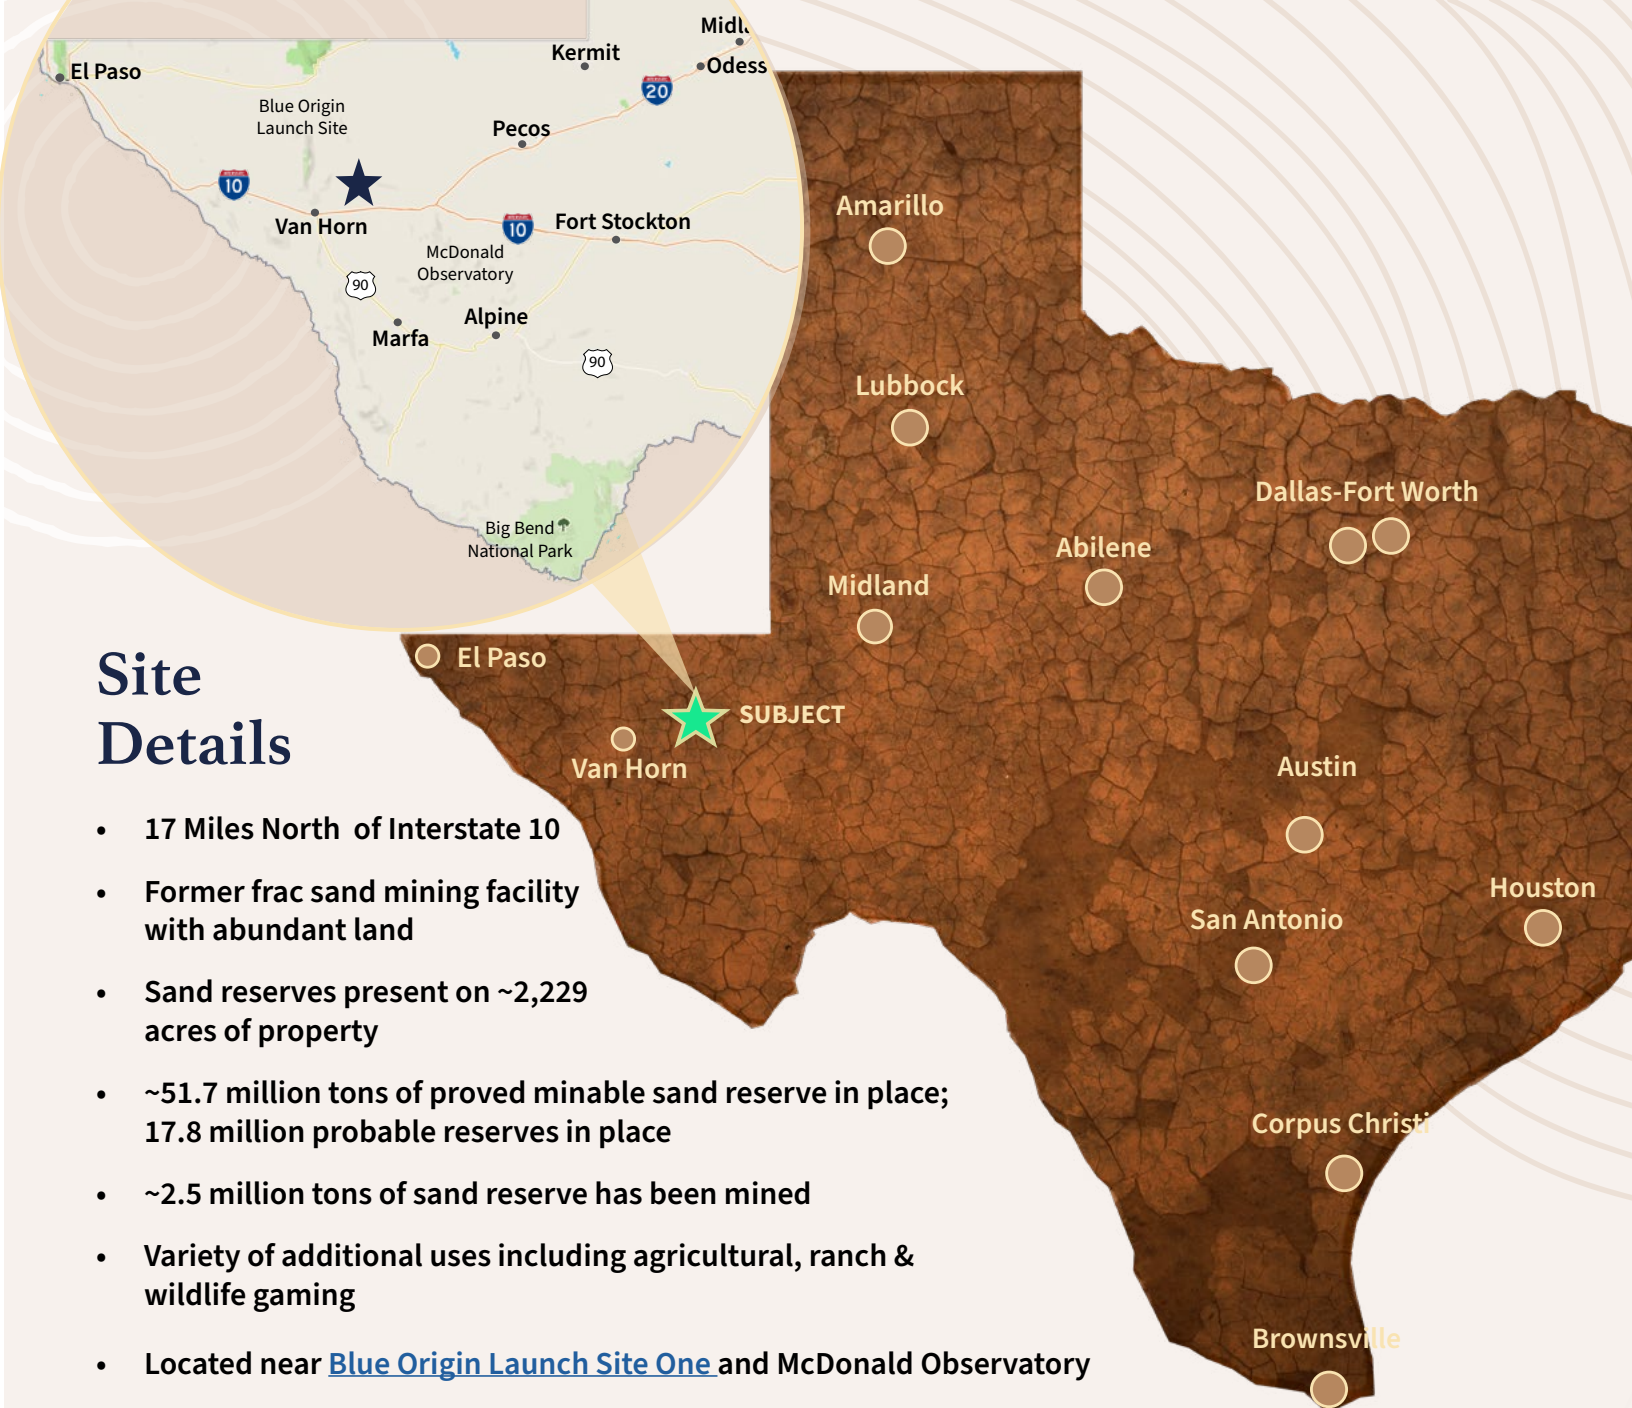 Midl
Kermit
Odess
El Paso
20
Blue Origin
Launch Site
Pecos
10
Van Horn
10
Fort Stockton
McDonald
Observatory
90
Alpine
Marfa
90
Big Bend
National Park
Amarillo
Lubbock
Dallas-Fort Worth
Abilene
Midland
El Paso
SUBJECT
Van Horn
Austin
Houston
San Antonio
Corpus Christi
Brownsville
Site
Details
• 17 Miles North  of Interstate 10
• Former frac sand mining facility
with abundant land
• Sand reserves present on ~2,229
acres of property
• ~51.7 million tons of proved minable sand reserve in place;
17.8 million probable reserves in place
• ~2.5 million tons of sand reserve has been mined
• Variety of additional uses including agricultural, ranch &
wildlife gaming
• Located near Blue Origin Launch Site One and McDonald Observatory